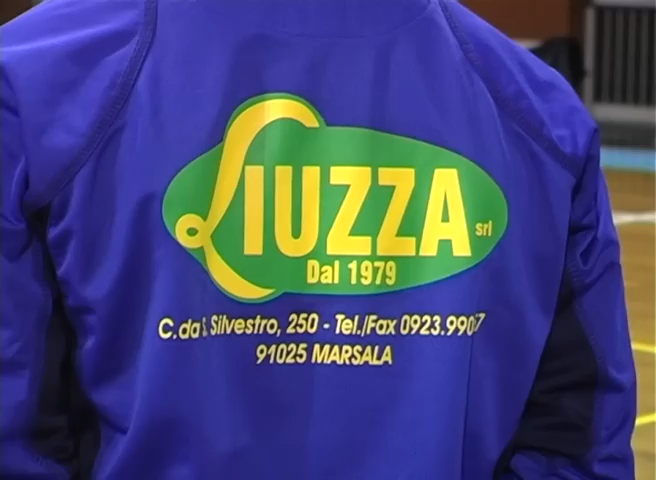 LIUZZA srl
Dal 1979
C.da S. Silvestro, 250 - Tel./Fax 0923.9907
91025 MARSALA